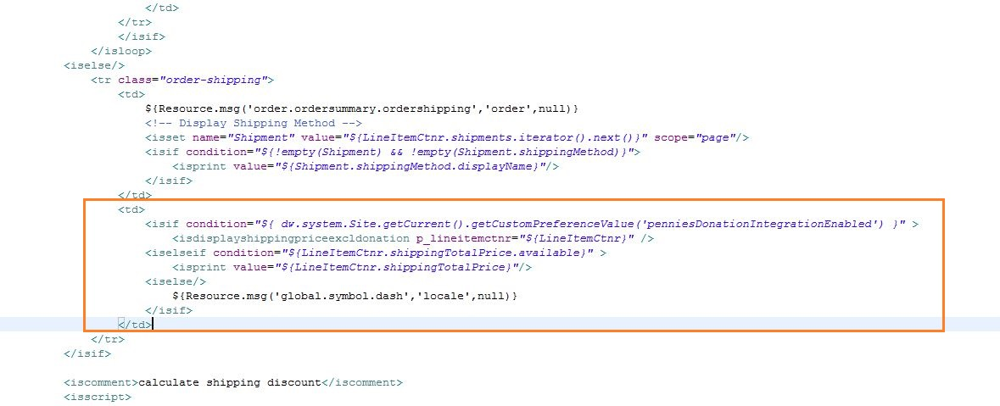 </td>
</tr>
</isif>
</isloop>
<iselse/>
<tr class="order-shipping">
<td>
${Resource.msg('order.ordersummary.ordershipping','order',null)}
<!-- Display Shipping Method -->
<isset name="Shipment" value="${LineItemCtnr.shipments.iterator().next()}" scope="page"/>
<isif condition="${!empty(Shipment) && !empty(Shipment.shippingMethod)}">
<isprint value="${Shipment.shippingMethod.displayName}"/>
</isif>
</td>
<td>
<isif condition="${ dw.system.Site.getCurrent().getCustomPreferenceValue('penniesDonationIntegrationEnabled') }" >
<isdisplayshippingpriceexcldonation p_lineitemctnr="${LineItemCtnr}" />
<iselseif condition="${LineItemCtnr.shippingTotalPrice.available}" >
<isprint value="${LineItemCtnr.shippingTotalPrice}"/>
<iselse/>
${Resource.msg('global.symbol.dash','locale',null)}
</isif>
</td>
</tr>
</isif>
<iscomment>calculate shipping discount</iscomment>
<isscript>